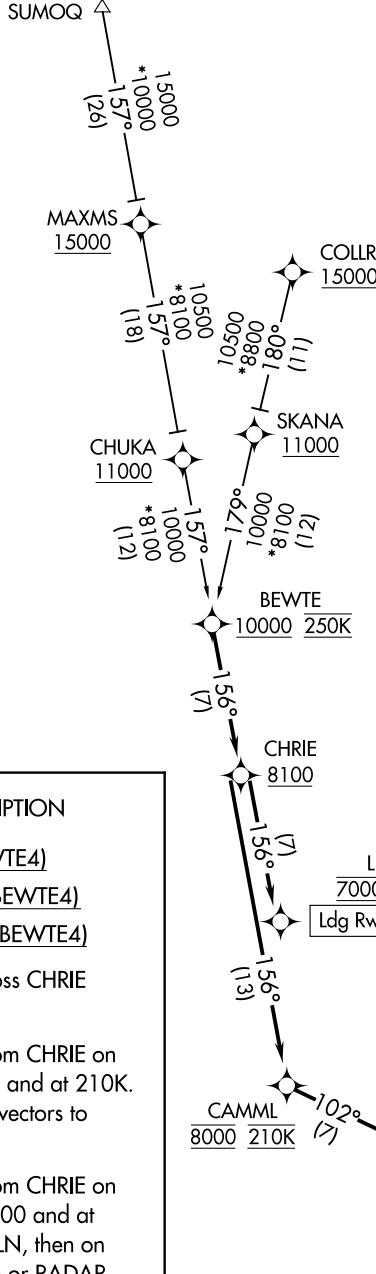 SUMOQ
15000
*10000
157°
(26)
MAXMS
15000
10500
*8100
157°
(18)
COLLR
15000
10500
*8800
180°
(11)
SKANA
11000
CHUKA
11000
10000
*8100
157°
(12)
179°
10000
*8100
(12)
BEWTE
10000 250K
156°
(7)
CHRIE
8100
156°
(7)
L
7000
Ldg Rw
156°
(13)
CAMML
8000 210K
102°
(7)
IPTION
VTE4)
BEWTE4)
(BEWTE4)
oss CHRIE
om CHRIE on
and at 210K.
vectors to
om CHRIE on
00 and at
LN, then on
or RADAR